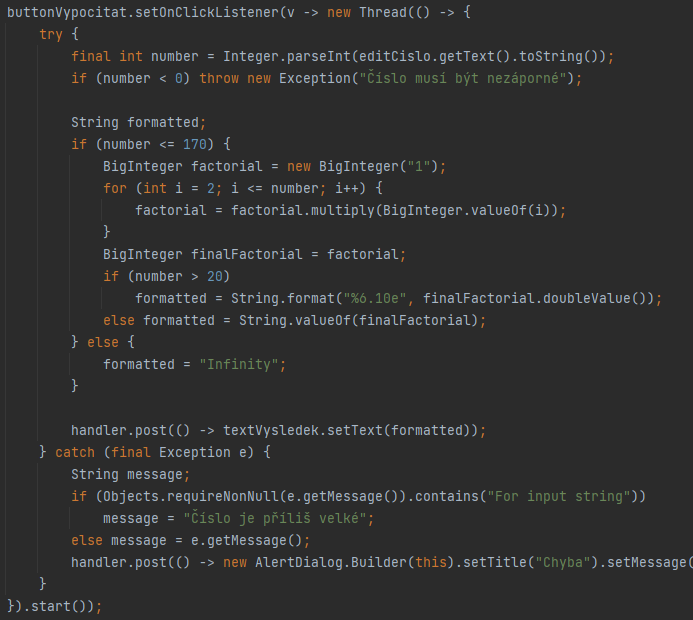 buttonVypocitat.setOnClickListener(v -> new Thread(() -> {
    try {
        final int number = Integer.parseInt(editCislo.getText().toString());
        if (number < 0) throw new Exception("Číslo musí být nezáporné");

        String formatted;
        if (number <= 170) {
            BigInteger factorial = new BigInteger("1");
            for (int i = 2; i <= number; i++) {
                factorial = factorial.multiply(BigInteger.valueOf(i));
            }
            BigInteger finalFactorial = factorial;
            if (number > 20)
                formatted = String.format("%6.10e", finalFactorial.doubleValue());
            else formatted = String.valueOf(finalFactorial);
        } else {
            formatted = "Infinity";
        }

        handler.post(() -> textVysledek.setText(formatted));
    } catch (final Exception e) {
        String message;
        if (Objects.requireNonNull(e.getMessage()).contains("For input string"))
            message = "Číslo je příliš velké";
        else message = e.getMessage();
        handler.post(() -> new AlertDialog.Builder(this).setTitle("Chyba").setMessage(
    }
}).start());